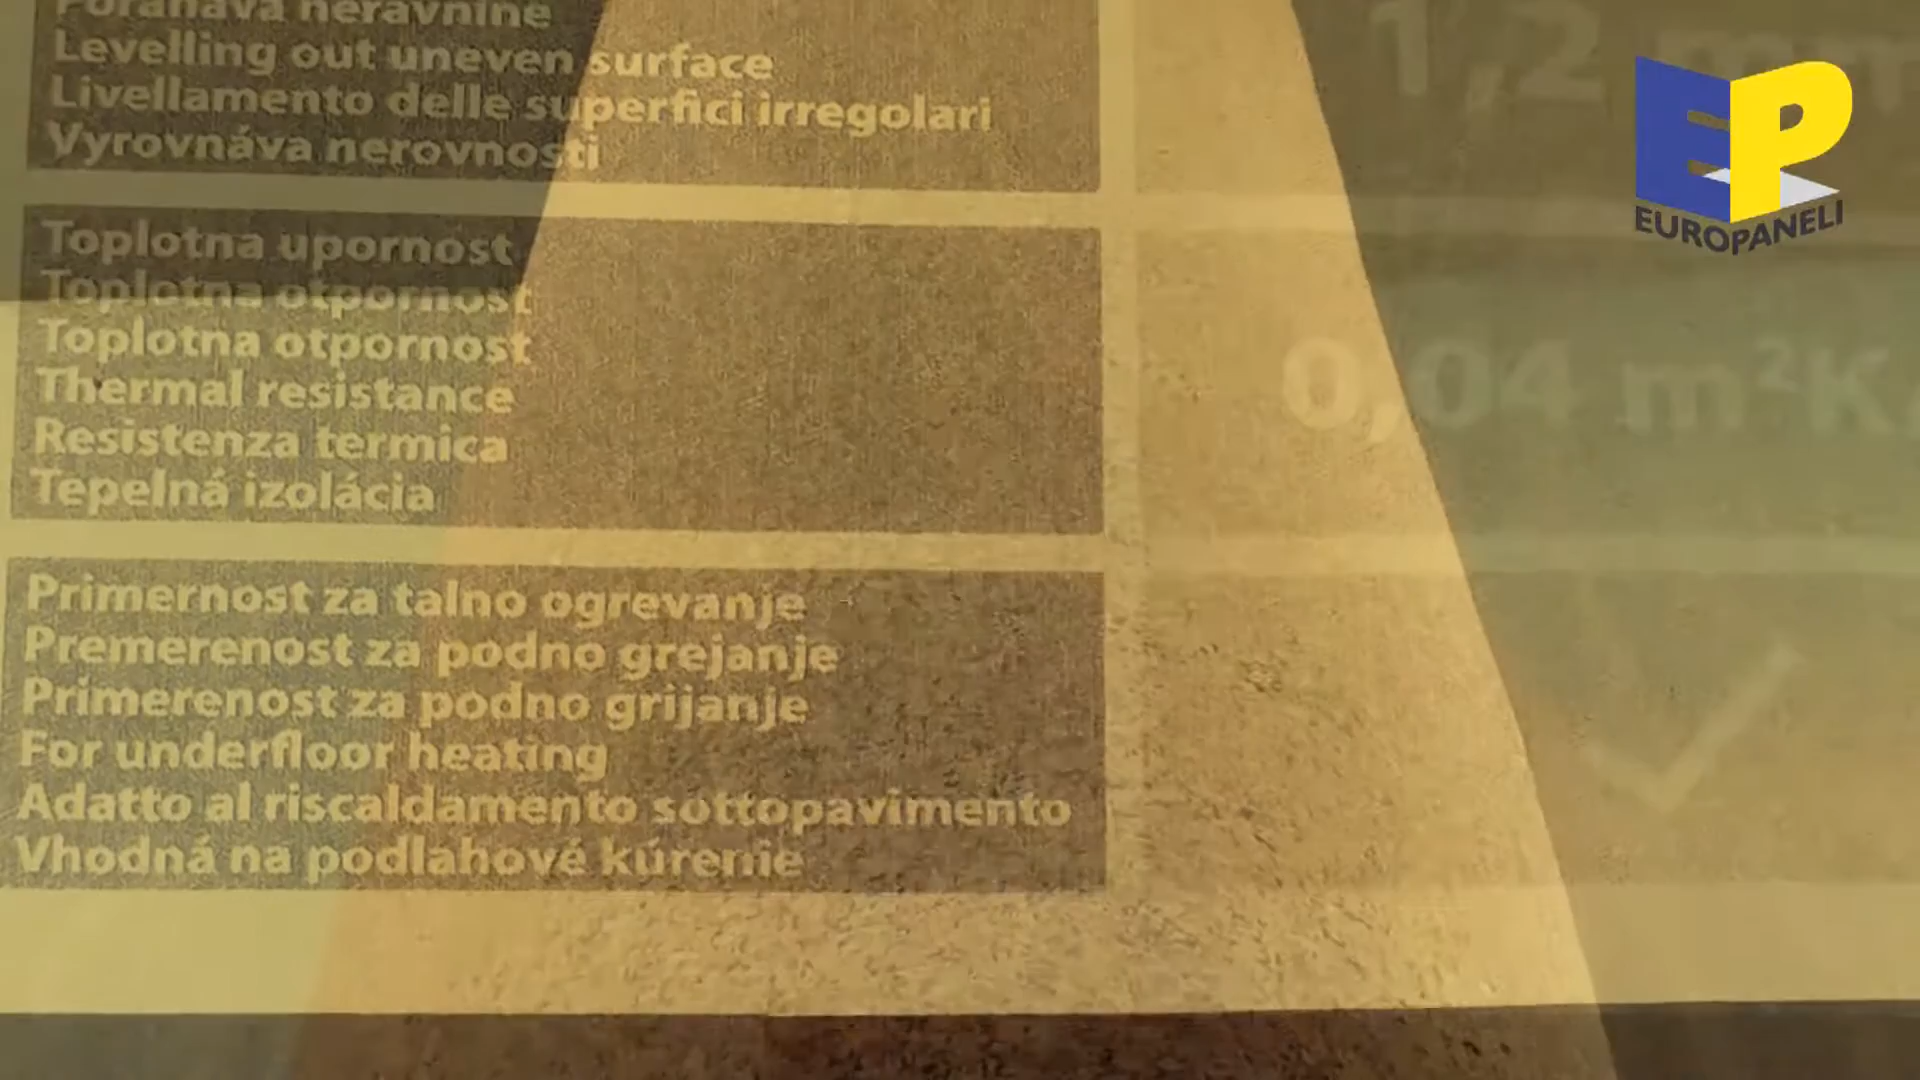 Poranava neravnine
Levelling out uneven surface
Livellamento delle superfici irregolari
Vyrovnáva nerovnosti
1,2 mm
Toplotna upornost
Toplotna otpornost
Toplotna otpornost
Thermal resistance
Resistenza termica
Tepelná izolácia
0,04 m²K/
Primernost za talno ogrevanje
Premerenost za podno grejanje
Primerenost za podno grijanje
For underfloor heating
Adatto al riscaldamento sottopavimento
Vhodná na podlahové kúrenie
EP
EUROPANELI